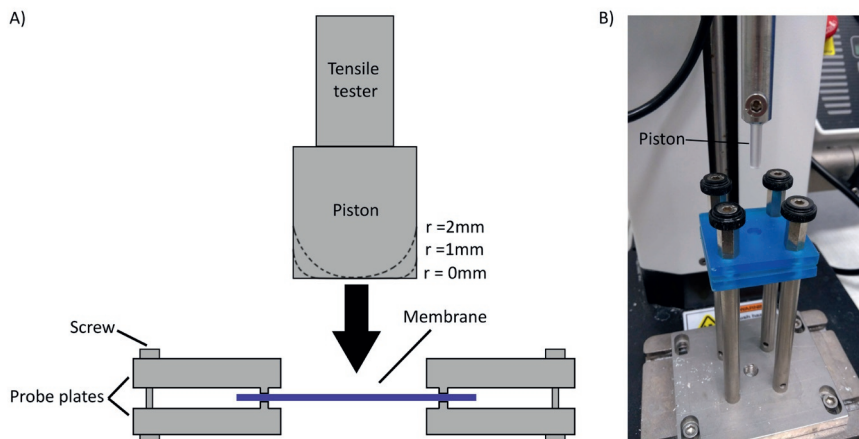 A)
Tensile
tester
Piston
r =2mm
r =1mm
r = 0mm
Membrane
Screw
Probe plates
B)
Piston